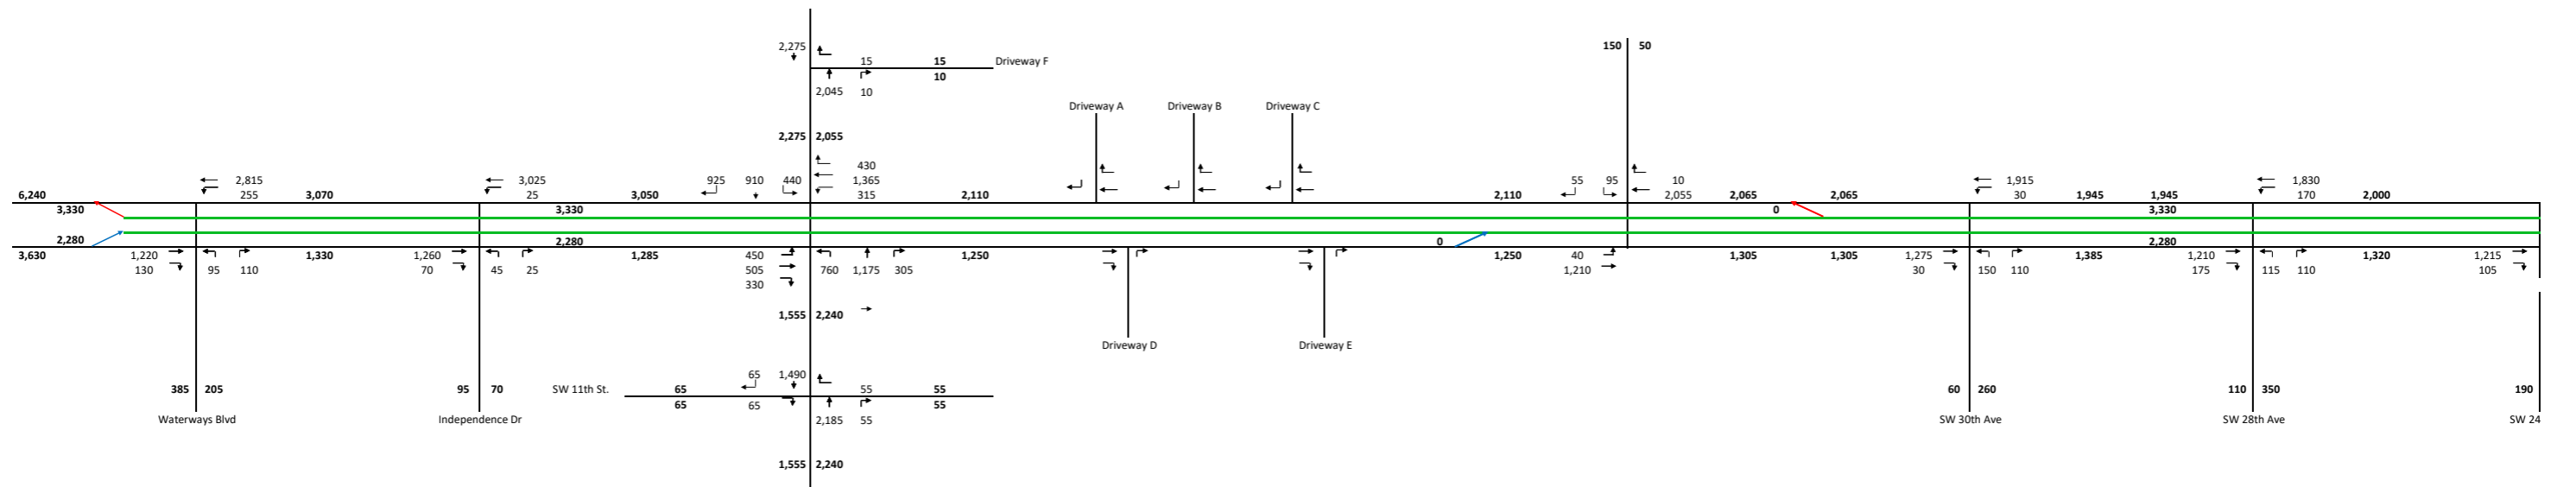 2,275
15 15 Driveway F
10
2,045 10
150 50
Driveway A Driveway B Driveway C
2,275 2,055
430
2,815 3,025 925 910 440 1,365 55 95 10 1,915 1,830
255 25 315 2,055 30 170
6,240 3,070 3,050 2,110 2,110 2,065 2,065 1,945 1,945 2,000
3,330 3,330 0 3,330
2,280 2,280 0 2,280
3,630 1,220 1,330 1,260 1,285 450 1,250 1,250 40 1,305 1,305 1,275 1,385 1,210 1,320 1,215
130 95 110 70 45 25 505 760 1,175 305 1,210 30 150 110 175 115 110 105
330
1,555 2,240
Driveway D Driveway E
65 1,490
385 205 95 70 SW 11th St. 65 55 55 60 260 110 350 190
65 65 55
Waterways Blvd Independence Dr 2,185 55 SW 30th Ave SW 28th Ave SW 24
1,555 2,240